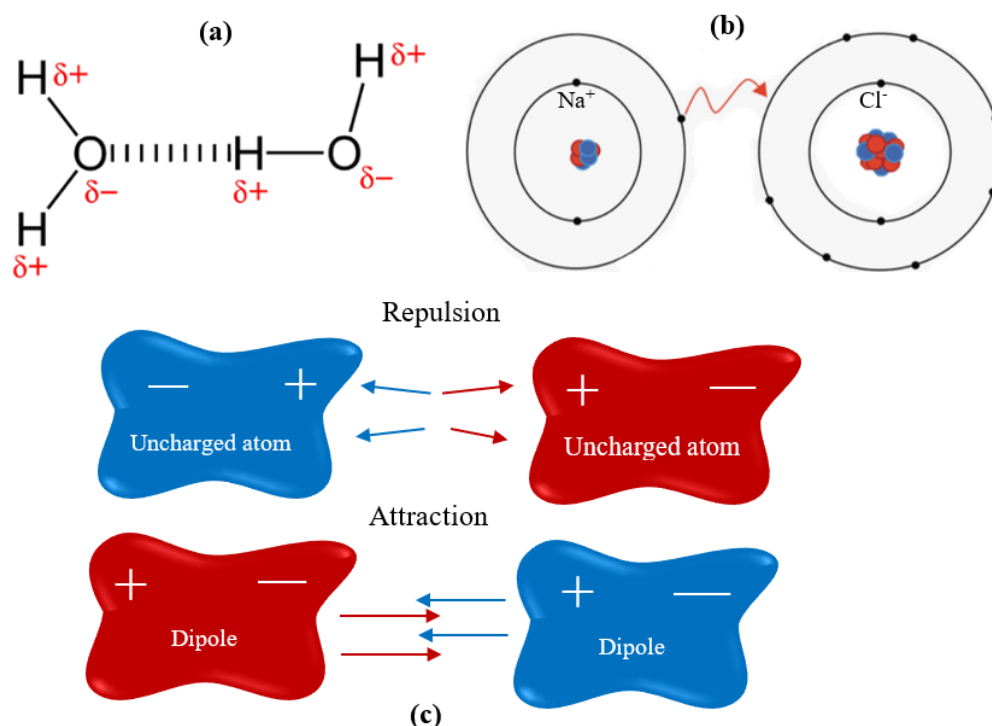 (a)
H δ+
H δ+
O H O
δ− δ+ δ−
H
δ+
(b)
Na⁺
Cl⁻
Repulsion
− +
Uncharged atom
+ −
Uncharged atom
Attraction
+ −
Dipole
+ −
Dipole
(c)